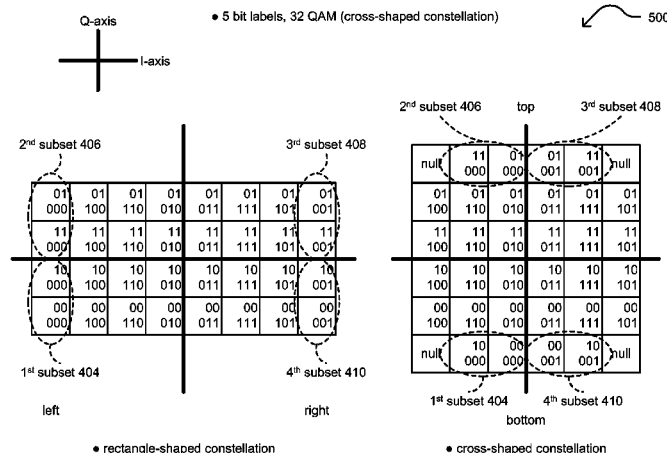 Q-axis
I-axis
● 5 bit labels, 32 QAM (cross-shaped constellation)
500
2nd subset 406
3rd subset 408
01 01 01 01 01 01 01 01
000 100 110 010 011 111 101 001
11 11 11 11 11 11 11 11
000 100 110 010 011 111 101 001
10 10 10 10 10 10 10 10
000 100 110 010 011 111 101 001
00 00 00 00 00 00 00 00
000 100 110 010 011 111 101 001
1st subset 404
4th subset 410
left
right
● rectangle-shaped constellation
2nd subset 406
top
3rd subset 408
null 11 01 01 11 null
000 000 001 001
01 01 01 01 01 01
100 110 010 011 111 101
11 11 11 11 11 11
100 110 010 011 111 101
10 10 10 10 10 10
100 110 010 011 111 101
00 00 00 00 00 00
100 110 010 011 111 101
null 10 00 00 10 null
000 000 001 001
1st subset 404
4th subset 410
bottom
● cross-shaped constellation